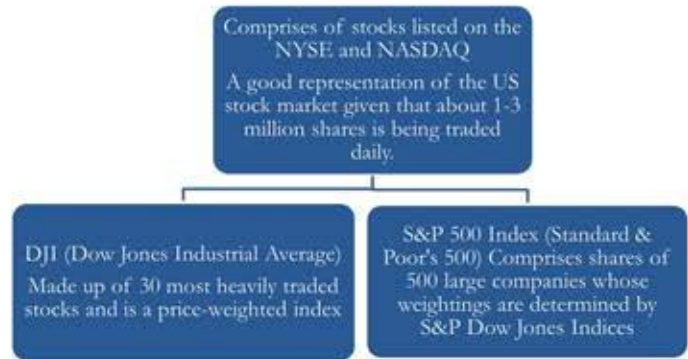 Comprises of stocks listed on the
NYSE and NASDAQ
A good representation of the US
stock market given that about 1-3
million shares is being traded
daily.
DJI (Dow Jones Industrial Average)
Made up of 30 most heavily traded
stocks and is a price-weighted index
S&P 500 Index (Standard &
Poor's 500) Comprises shares of
500 large companies whose
weightings are determined by
S&P Dow Jones Indices